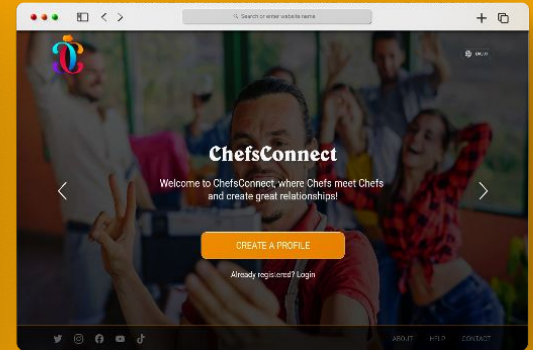 Search or enter website name
ChefsConnect
Welcome to ChefsConnect, where Chefs meet Chefs
and create great relationships!
CREATE A PROFILE
Already registered? Login
ABOUT
HELP
CONTACT